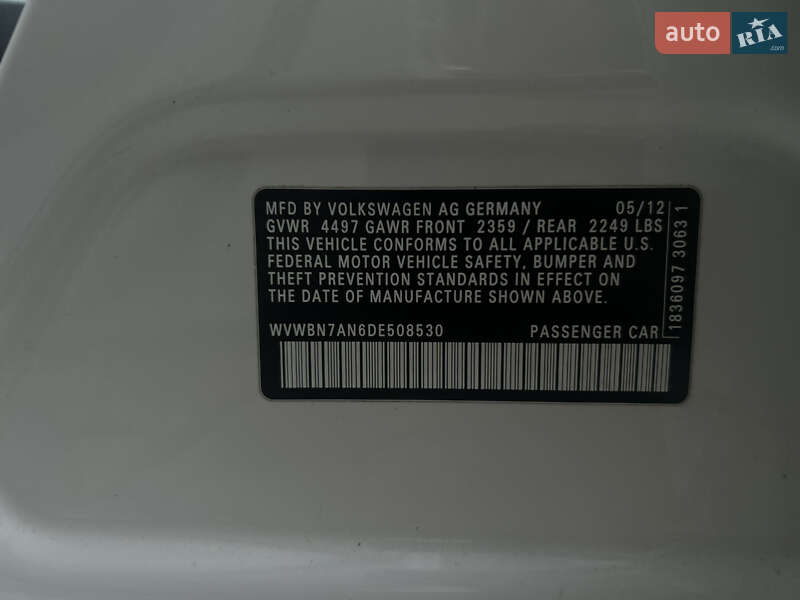 auto RIA
.com
MFD BY VOLKSWAGEN AG GERMANY 05/12
GVWR 4497 GAWR FRONT 2359 / REAR 2249 LBS
THIS VEHICLE CONFORMS TO ALL APPLICABLE U.S.
FEDERAL MOTOR VEHICLE SAFETY, BUMPER AND
THEFT PREVENTION STANDARDS IN EFFECT ON
THE DATE OF MANUFACTURE SHOWN ABOVE.
WVWBN7AN6DE508530 PASSENGER CAR
1836097 3063 1